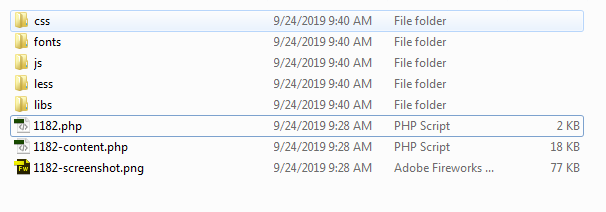 css 9/24/2019 9:40 AM File folder
fonts 9/24/2019 9:40 AM File folder
js 9/24/2019 9:40 AM File folder
less 9/24/2019 9:40 AM File folder
libs 9/24/2019 9:40 AM File folder
1182.php 9/24/2019 9:28 AM PHP Script 2 KB
1182-content.php 9/24/2019 9:28 AM PHP Script 18 KB
Fw 1182-screenshot.png 9/24/2019 9:28 AM Adobe Fireworks ... 77 KB